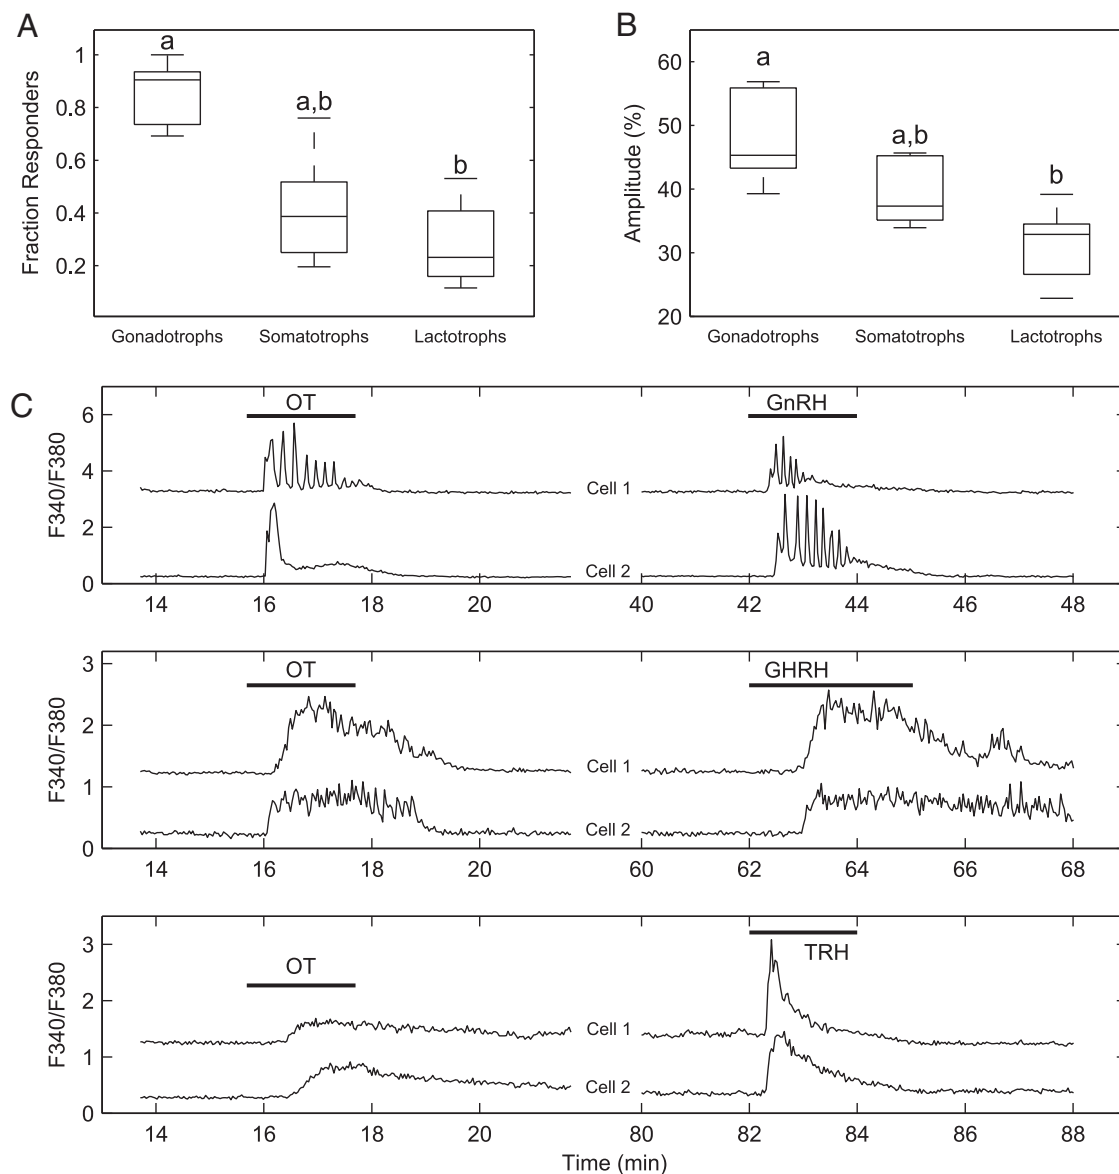 A
a
a,b
b
Fraction Responders
1
0.8
0.6
0.4
0.2
Gonadotrophs Somatotrophs Lactotrophs
B
a
a,b
b
Amplitude (%)
60
50
40
30
20
Gonadotrophs Somatotrophs Lactotrophs
C
OT GnRH
F340/F380
6
4
2
0
Cell 1
Cell 2
14 16 18 20 40 42 44 46 48
OT GHRH
F340/F380
3
2
1
0
Cell 1
Cell 2
14 16 18 20 60 62 64 66 68
OT TRH
F340/F380
3
2
1
0
Cell 1
Cell 2
14 16 18 20 80 82 84 86 88
Time (min)